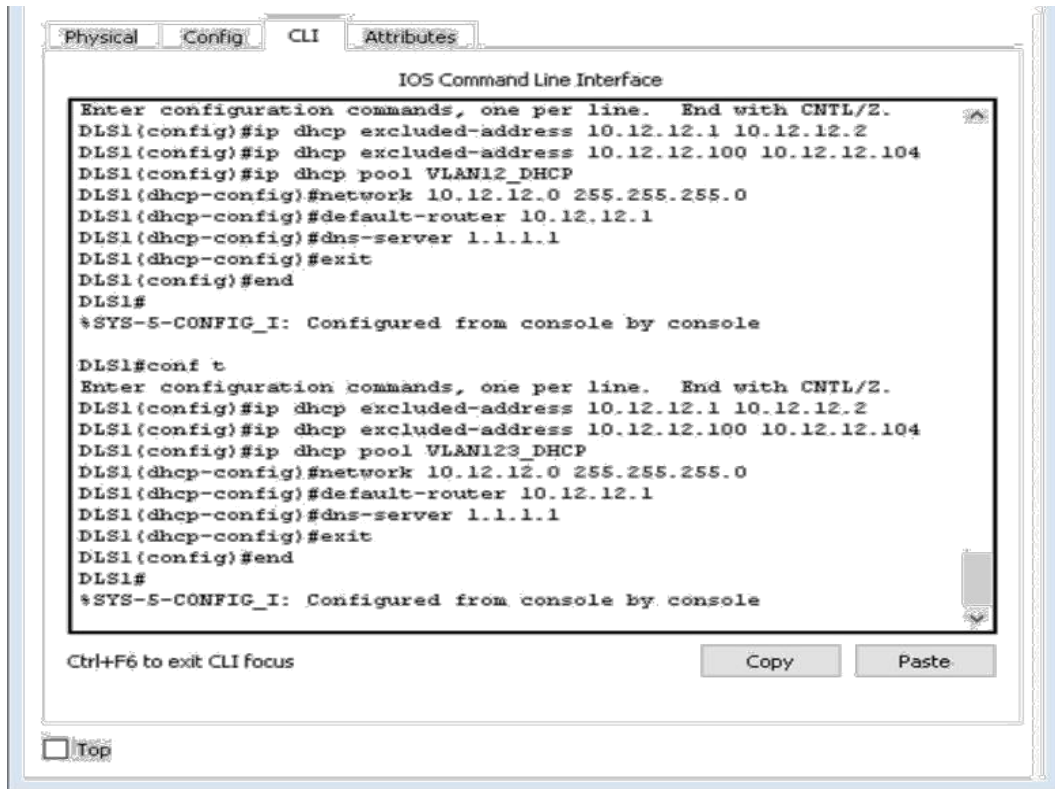 Physical Config CLI Attributes
IOS Command Line Interface
Enter configuration commands, one per line. End with CNTL/Z.
DLS1(config)#ip dhcp excluded-address 10.12.12.1 10.12.12.2
DLS1(config)#ip dhcp excluded-address 10.12.12.100 10.12.12.104
DLS1(config)#ip dhcp pool VLAN12_DHCP
DLS1(dhcp-config)#network 10.12.12.0 255.255.255.0
DLS1(dhcp-config)#default-router 10.12.12.1
DLS1(dhcp-config)#dns-server 1.1.1.1
DLS1(dhcp-config)#exit
DLS1(config)#end
DLS1#
%SYS-5-CONFIG_I: Configured from console by console
DLS1#conf t
Enter configuration commands, one per line. End with CNTL/Z.
DLS1(config)#ip dhcp excluded-address 10.12.12.1 10.12.12.2
DLS1(config)#ip dhcp excluded-address 10.12.12.100 10.12.12.104
DLS1(config)#ip dhcp pool VLAN123_DHCP
DLS1(dhcp-config)#network 10.12.12.0 255.255.255.0
DLS1(dhcp-config)#default-router 10.12.12.1
DLS1(dhcp-config)#dns-server 1.1.1.1
DLS1(dhcp-config)#exit
DLS1(config)#end
DLS1#
%SYS-5-CONFIG_I: Configured from console by console
Ctrl+F6 to exit CLI focus
Copy Paste
Top